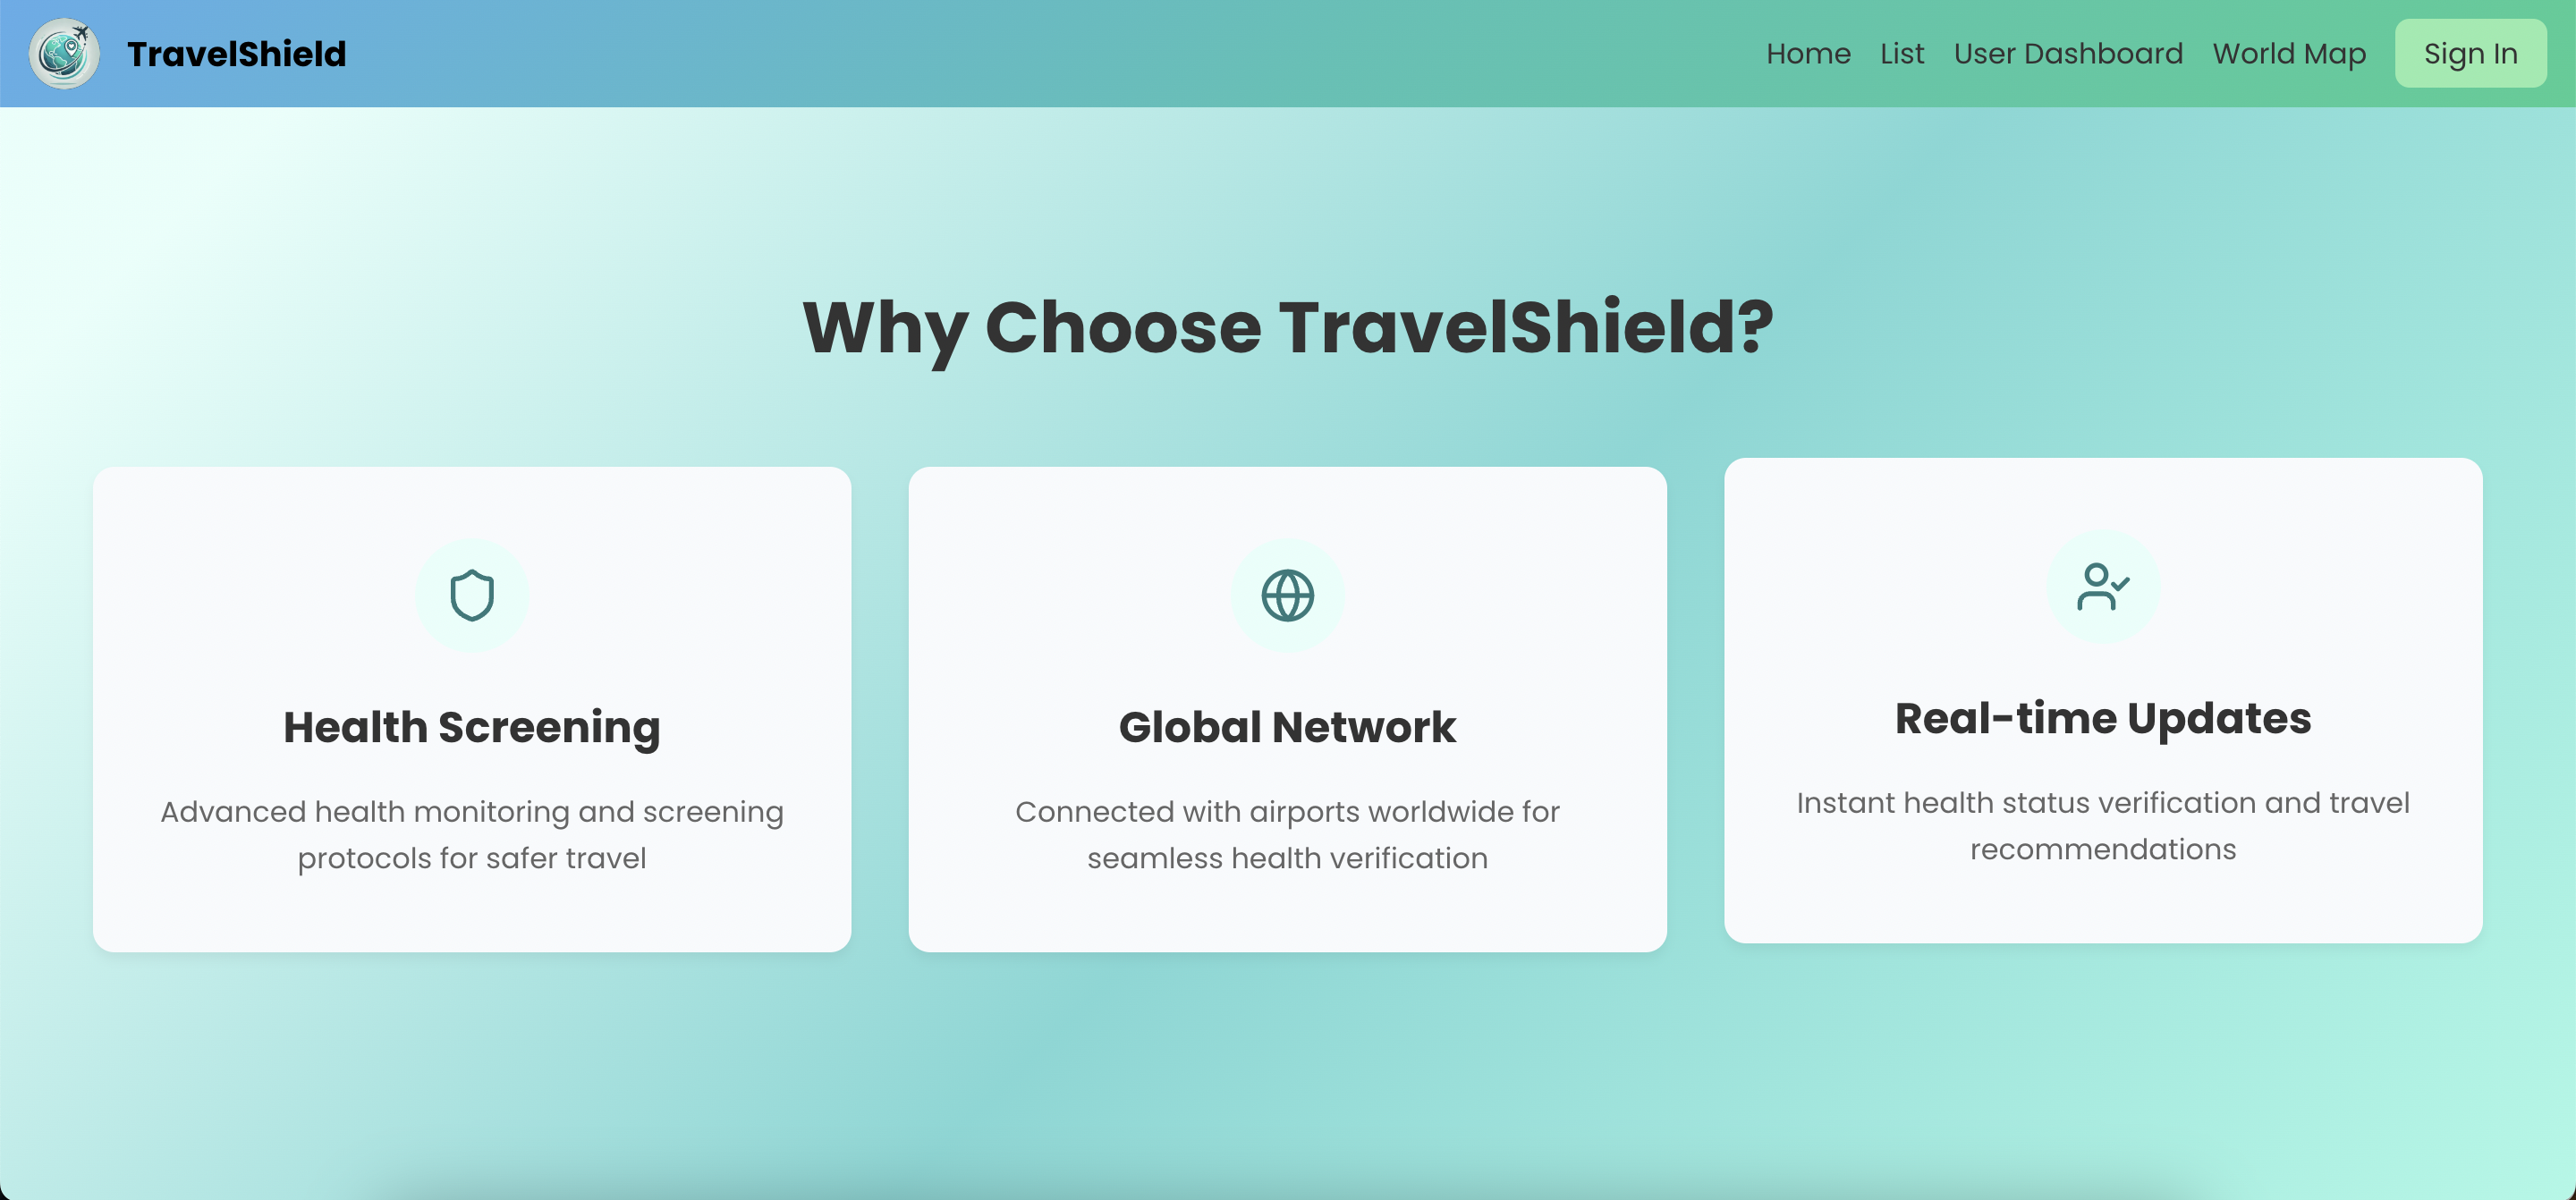 TravelShield
Home List User Dashboard World Map Sign In
Why Choose TravelShield?
Health Screening
Advanced health monitoring and screening
protocols for safer travel
Global Network
Connected with airports worldwide for
seamless health verification
Real-time Updates
Instant health status verification and travel
recommendations